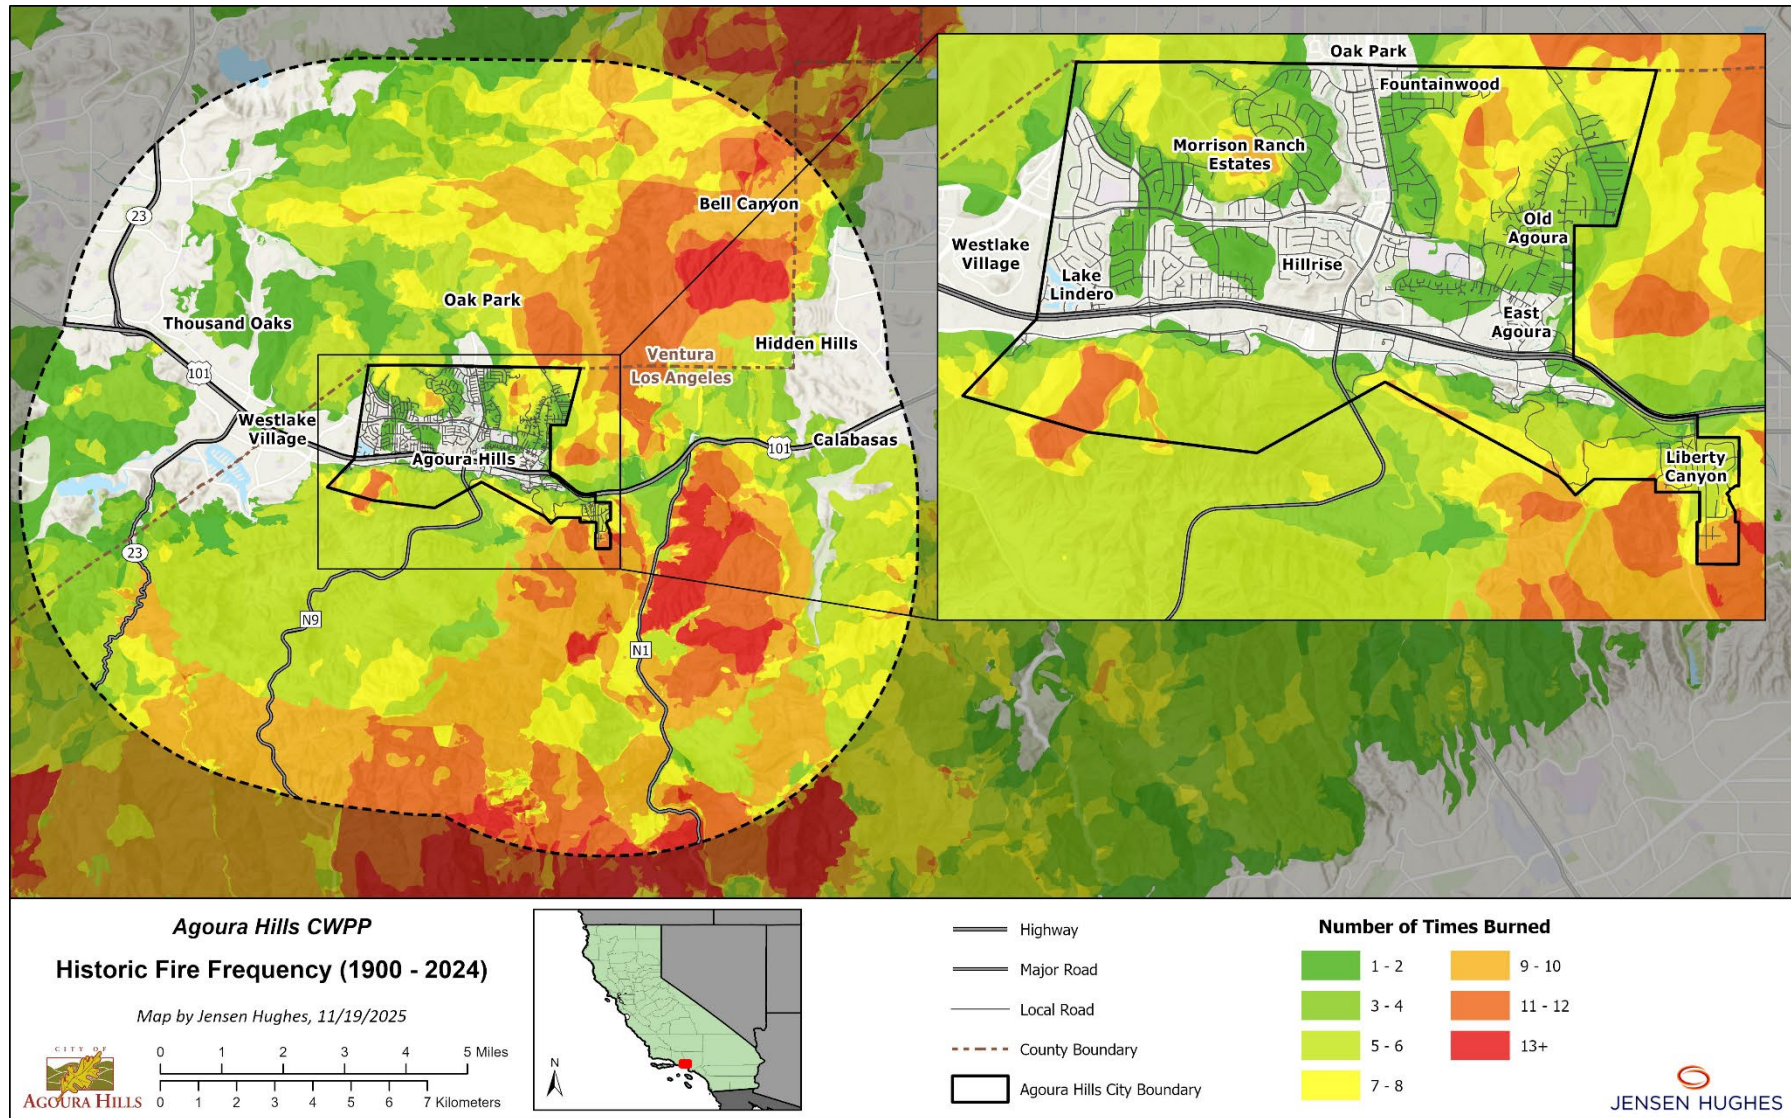 Oak Park
Fountainwood
Morrison Ranch
Estates
Old
Agoura
Westlake
Village
Hillrise
Lake
Lindero
East
Agoura
Liberty
Canyon
23
Bell Canyon
Oak Park
Thousand Oaks
Hidden Hills
Ventura
Los Angeles
101
Westlake
Village
Calabasas
101
Agoura Hills
23
N9
N1
Agoura Hills CWPP
Historic Fire Frequency (1900 - 2024)
Map by Jensen Hughes, 11/19/2025
CITY OF
AGOURA HILLS
0 1 2 3 4 5 Miles
0 1 2 3 4 5 6 7 Kilometers
N
Highway
Major Road
Local Road
County Boundary
Agoura Hills City Boundary
Number of Times Burned
1 - 2
3 - 4
5 - 6
7 - 8
9 - 10
11 - 12
13+
JENSEN HUGHES